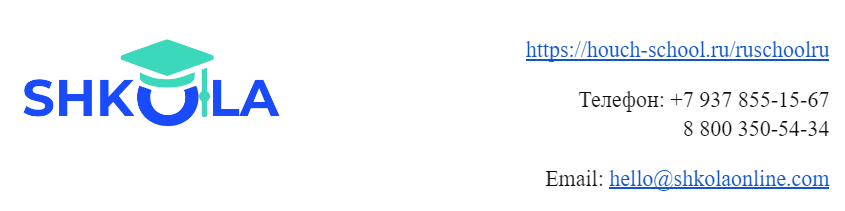 SHKOLA
https://houch-school.ru/ruschoolru
Телефон: +7 937 855-15-67
8 800 350-54-34
Email: hello@shkolaonline.com